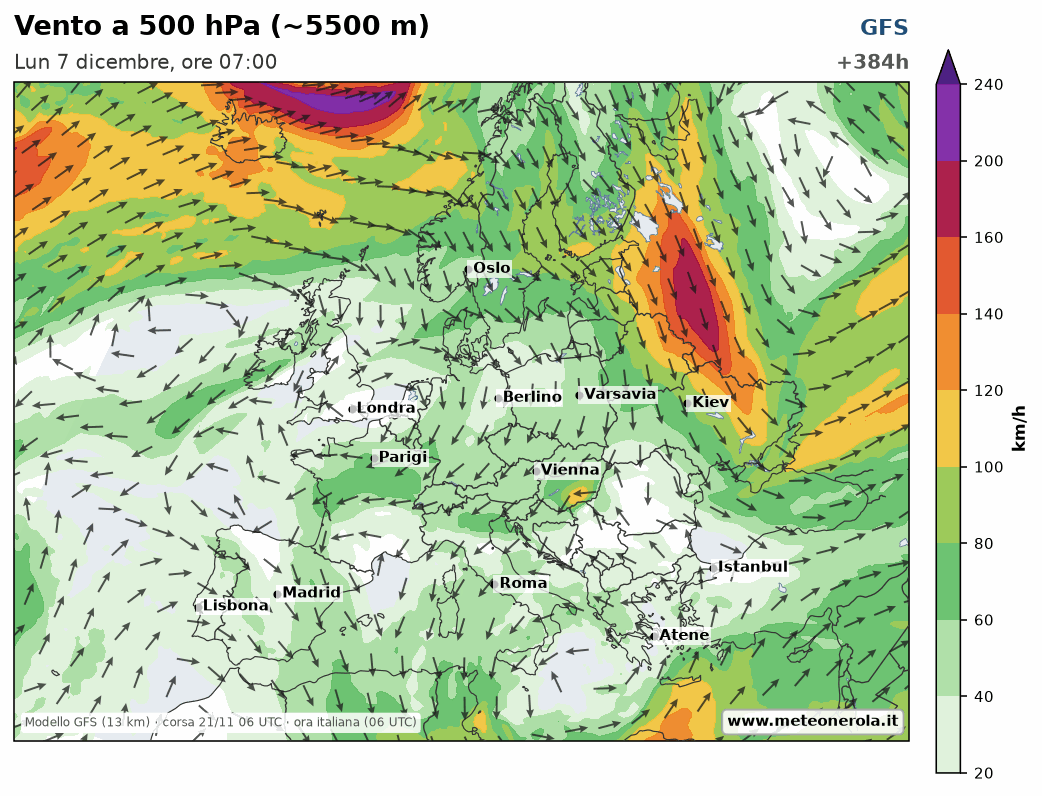 Vento a 500 hPa (~5500 m)
GFS
Lun 7 dicembre, ore 07:00
+384h
240
200
180
160
140
120
100
80
60
40
20
km/h
Oslo
Londra
Berlino
Varsavia
Kiev
Parigi
Vienna
Istanbul
Roma
Madrid
Lisbona
Atene
Modello GFS (13 km) · corsa 21/11 06 UTC · ora italiana (06 UTC)
www.meteonerola.it